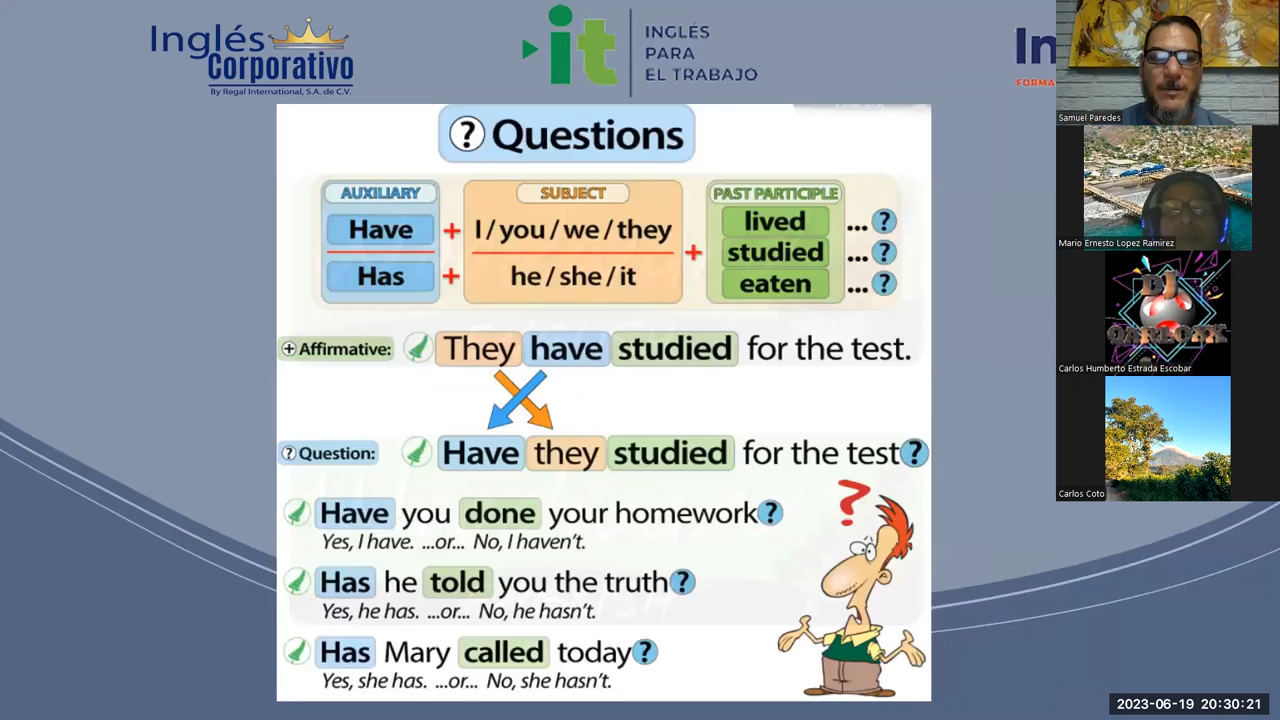 Inglés
Corporativo
By Regal International, S.A. de C.V.
it
INGLÉS
PARA
EL TRABAJO
In
FORMA
? Questions
AUXILIARY SUBJECT PAST PARTICIPLE
Have + I / you / we / they
Has + he / she / it
+
lived ... ?
studied ... ?
eaten ... ?
+ Affirmative: They have studied for the test.
? Question: Have they studied for the test?
Have you done your homework?
Yes, I have. ...or... No, I haven't.
Has he told you the truth?
Yes, he has. ...or... No, he hasn't.
Has Mary called today?
Yes, she has. ...or... No, she hasn't.
?
Samuel Paredes
Mario Ernesto Lopez Ramirez
DJ
Carlos Humberto Estrada Escobar
Carlos Coto
2023-06-19 20:30:21